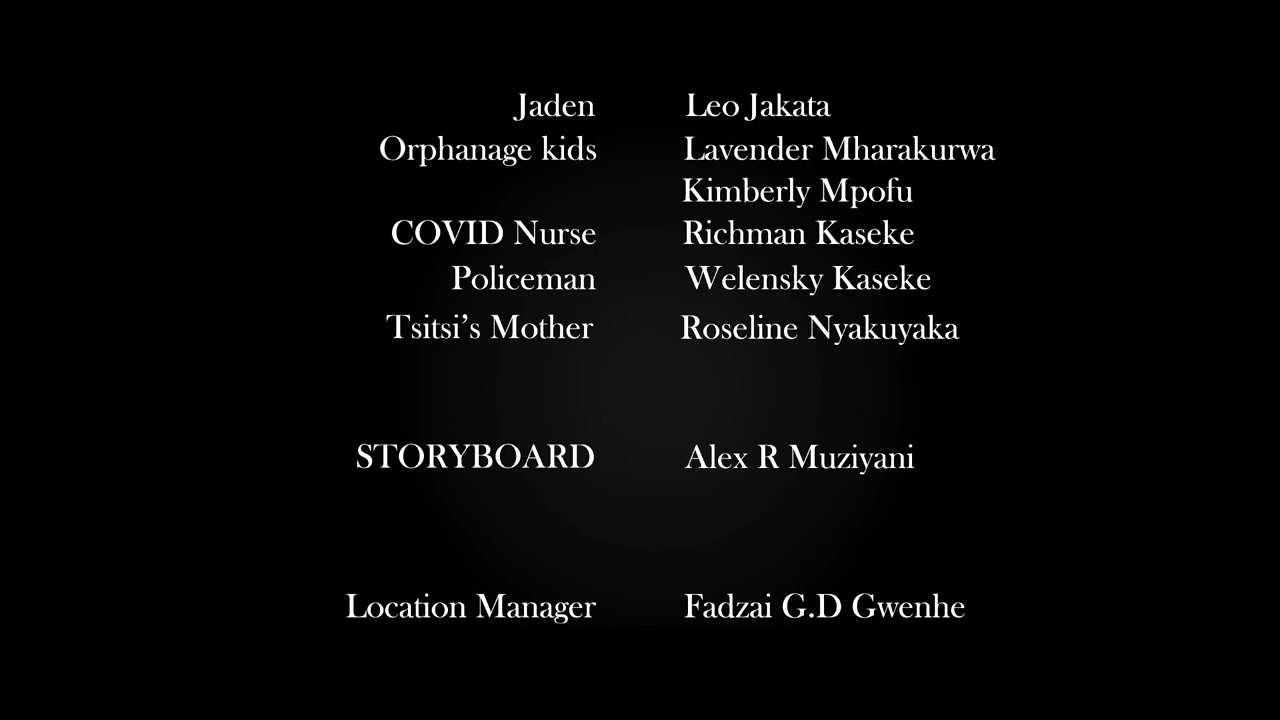 Jaden Leo Jakata
Orphanage kids Lavender Mharakurwa
Kimberly Mpofu
COVID Nurse Richman Kaseke
Policeman Welensky Kaseke
Tsitsi’s Mother Roseline Nyakuyaka
STORYBOARD Alex R Muziyani
Location Manager Fadzai G.D Gwenhe